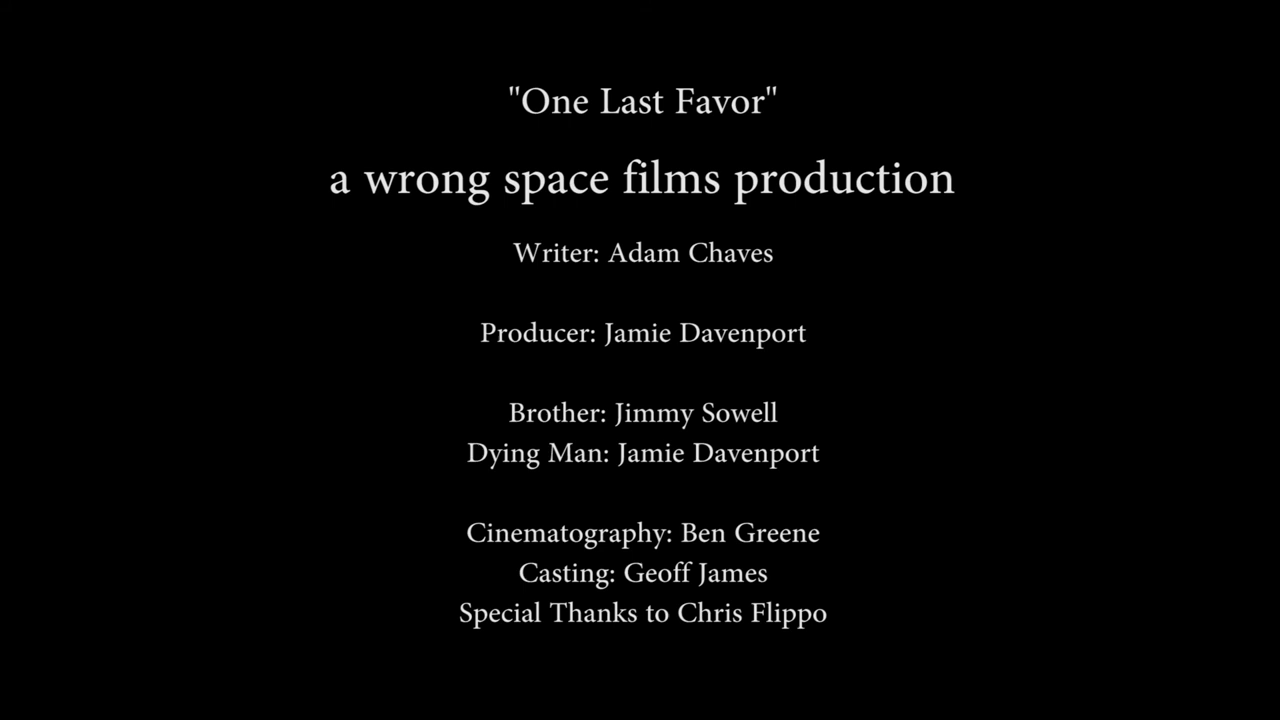 "One Last Favor"
a wrong space films production
Writer: Adam Chaves
Producer: Jamie Davenport
Brother: Jimmy Sowell
Dying Man: Jamie Davenport
Cinematography: Ben Greene
Casting: Geoff James
Special Thanks to Chris Flippo